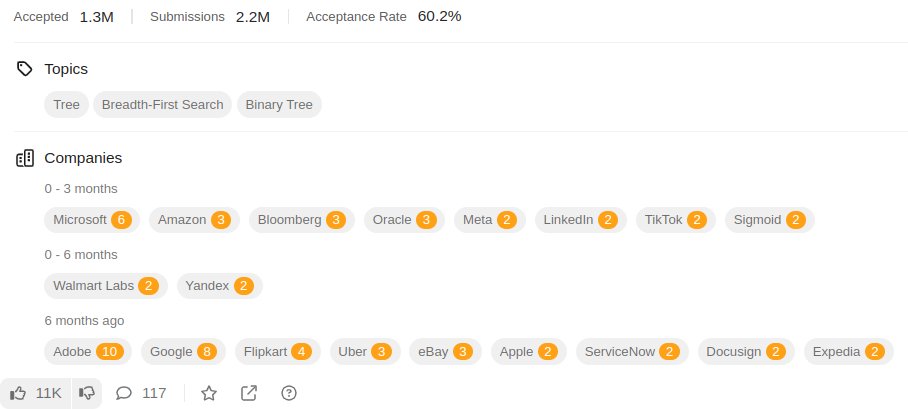 Accepted 1.3M Submissions 2.2M Acceptance Rate 60.2%
Topics
Tree Breadth-First Search Binary Tree
Companies
0 - 3 months
Microsoft 6 Amazon 3 Bloomberg 3 Oracle 3 Meta 2 LinkedIn 2 TikTok 2 Sigmoid 2
0 - 6 months
Walmart Labs 2 Yandex 2
6 months ago
Adobe 10 Google 8 Flipkart 4 Uber 3 eBay 3 Apple 2 ServiceNow 2 Docusign 2 Expedia 2
11K 117